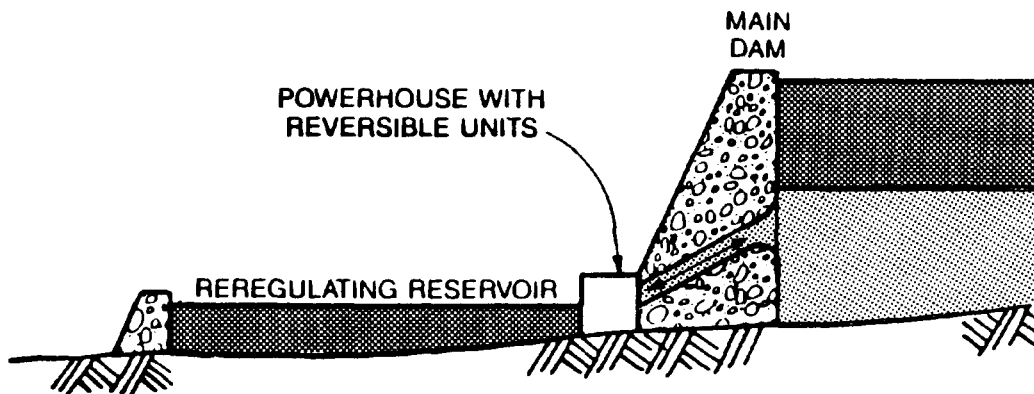 MAIN
DAM
POWERHOUSE WITH
REVERSIBLE UNITS
REREGULATING RESERVOIR